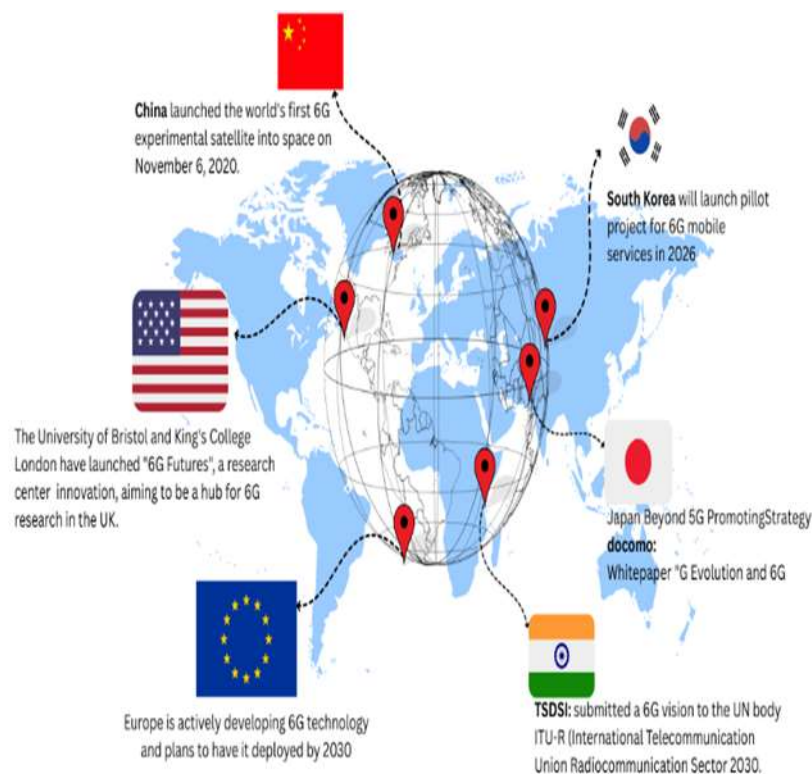 China launched the world's first 6G
experimental satellite into space on
November 6, 2020.
South Korea will launch pilot
project for 6G mobile
services in 2026
The University of Bristol and King's College
London have launched "6G Futures", a research
center innovation, aiming to be a hub for 6G
research in the UK.
Japan Beyond 5G PromotingStrategy
docomo:
Whitepaper "G Evolution and 6G
Europe is actively developing 6G technology
and plans to have it deployed by 2030
TSDSI: submitted a 6G vision to the UN body
ITU-R (International Telecommunication
Union Radiocommunication Sector 2030.